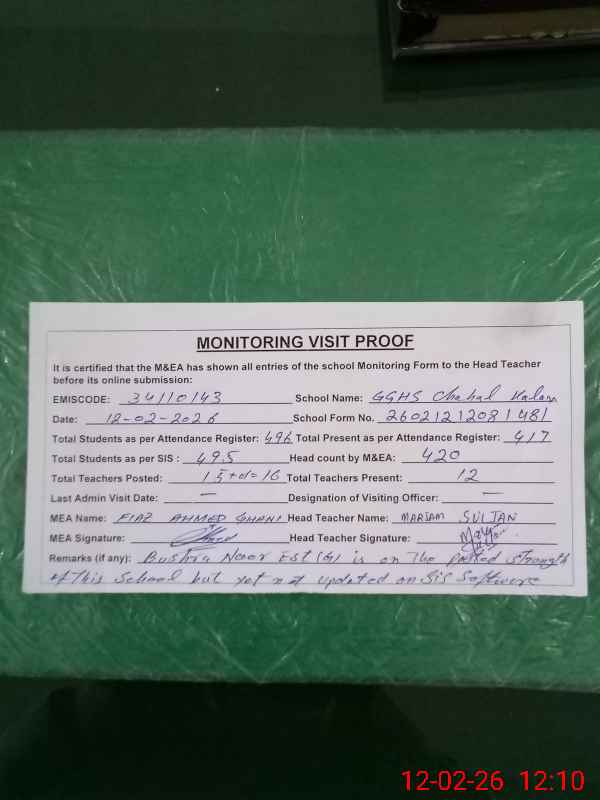 MONITORING VISIT PROOF
It is certified that the M&EA has shown all entries of the school Monitoring Form to the Head Teacher
before its online submission:
EMISCODE: 34110143 School Name: GGHS Chahal Kalan
Date: 12-02-2026 School Form No. 26021212081481
Total Students as per Attendance Register: 496 Total Present as per Attendance Register: 417
Total Students as per SIS : 495 Head count by M&EA: 420
Total Teachers Posted: 15+d=16 Total Teachers Present: 12
Last Admin Visit Date: — Designation of Visiting Officer: —
MEA Name: FIAZ AHMED GHANI Head Teacher Name: MARIAM SULTAN
MEA Signature: Head Teacher Signature:
Remarks (if any): Bushra Noor EST (G) is on The posted strength
of This School but yet not updated on SIS Software
12-02-26 12:10